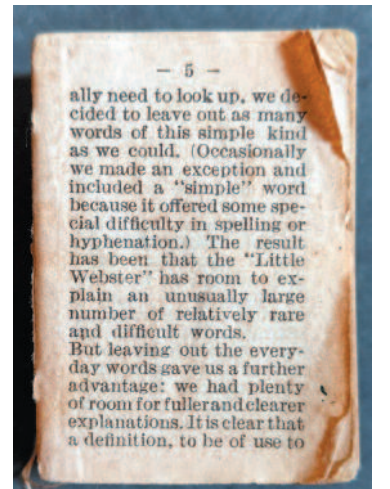 – 5 –
ally need to look up, we de-
cided to leave out as many
words of this simple kind
as we could. (Occasionally
we made an exception and
included a "simple" word
because it offered some spe-
cial difficulty in spelling or
hyphenation.) The result
has been that the "Little
Webster" has room to ex-
plain an unusually large
number of relatively rare
and difficult words.
But leaving out the every-
day words gave us a further
advantage: we had plenty
of room for fuller and clearer
explanations. It is clear that
a definition, to be of use to